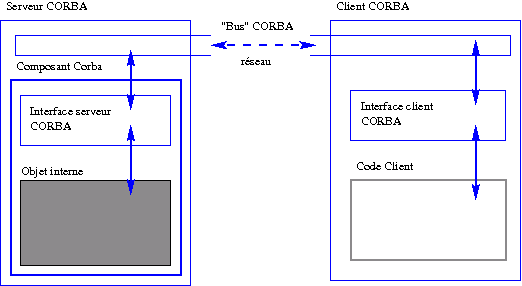 Serveur CORBA
Client CORBA
"Bus" CORBA
réseau
Composant Corba
Interface serveur
CORBA
Interface client
CORBA
Objet interne
Code Client